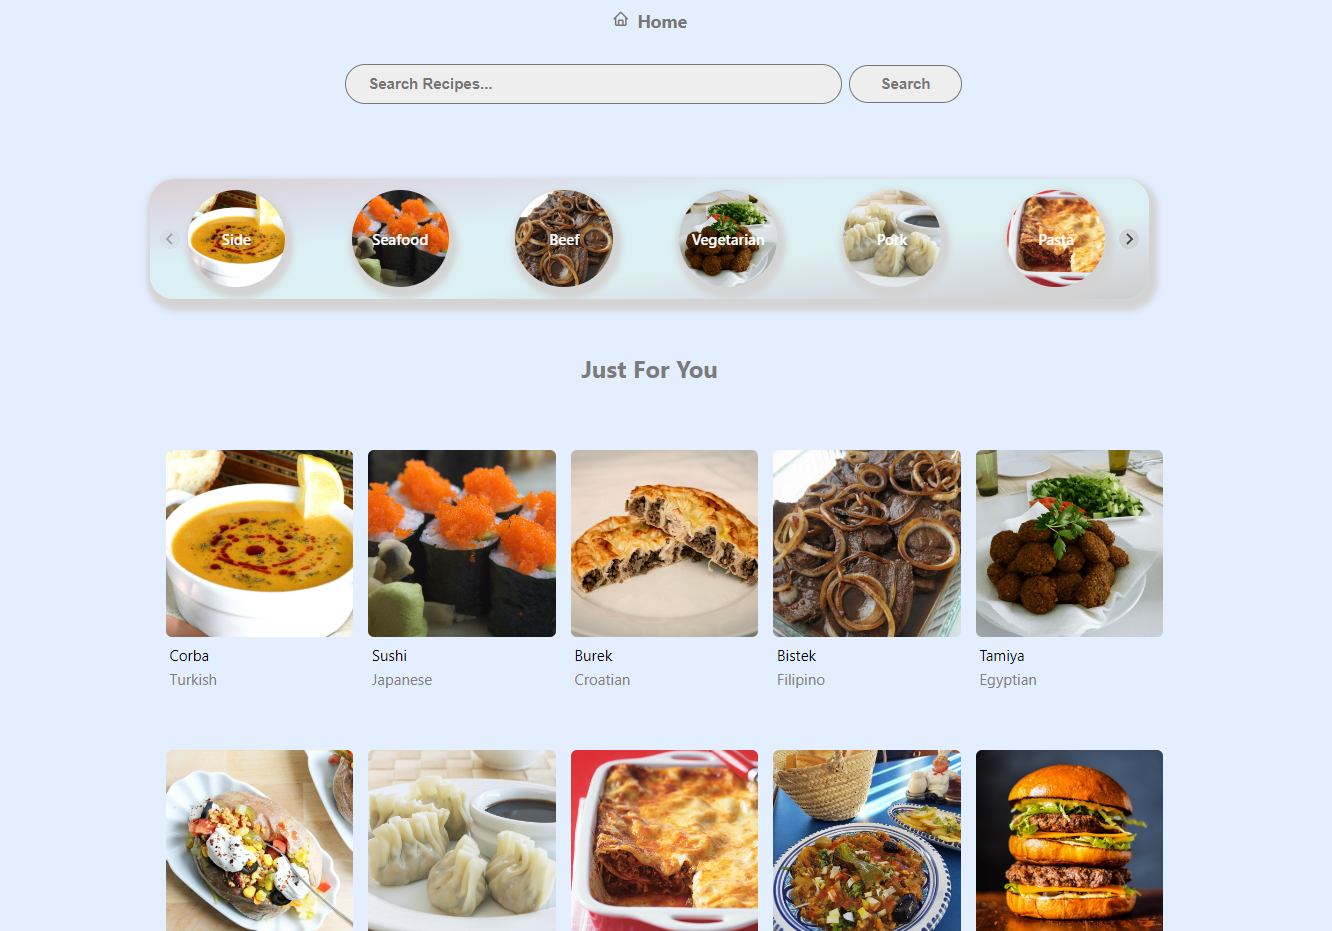 Home
Search Recipes...
Search
Side
Seafood
Beef
Vegetarian
Pork
Pasta
Just For You
Corba
Sushi
Burek
Bistek
Tamiya
Turkish
Japanese
Croatian
Filipino
Egyptian